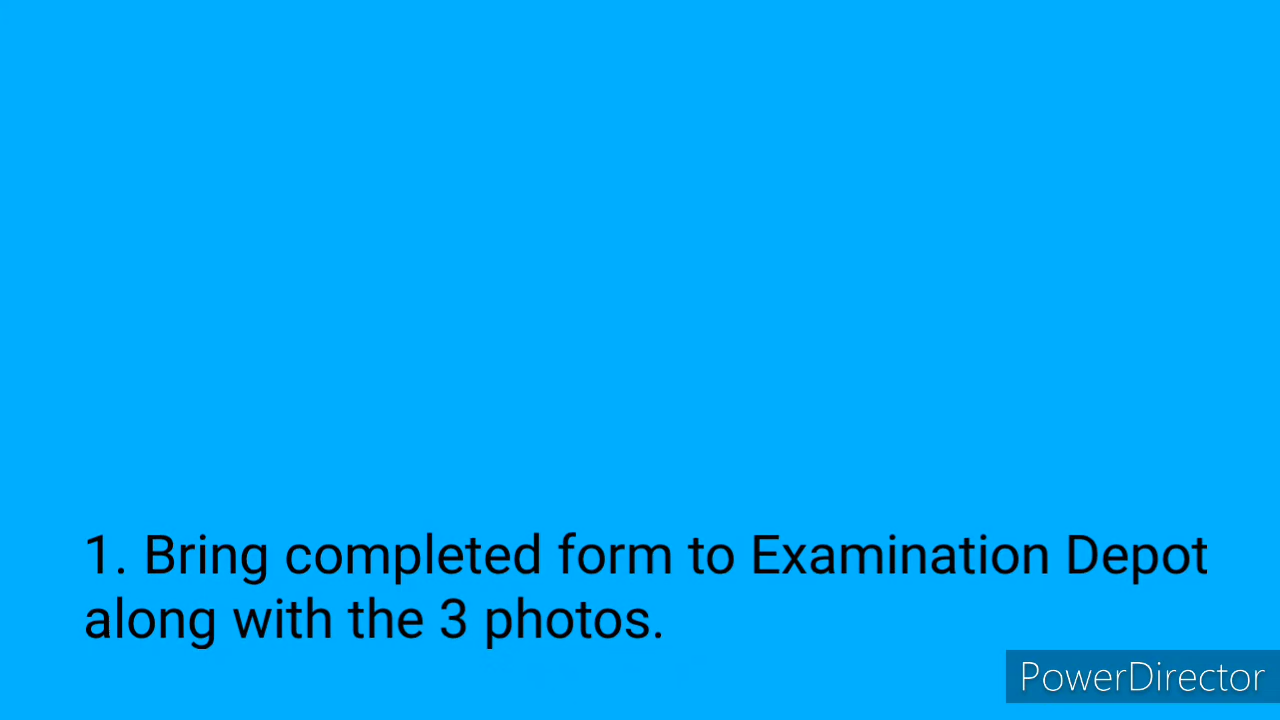 1. Bring completed form to Examination Depot
along with the 3 photos.
PowerDirector